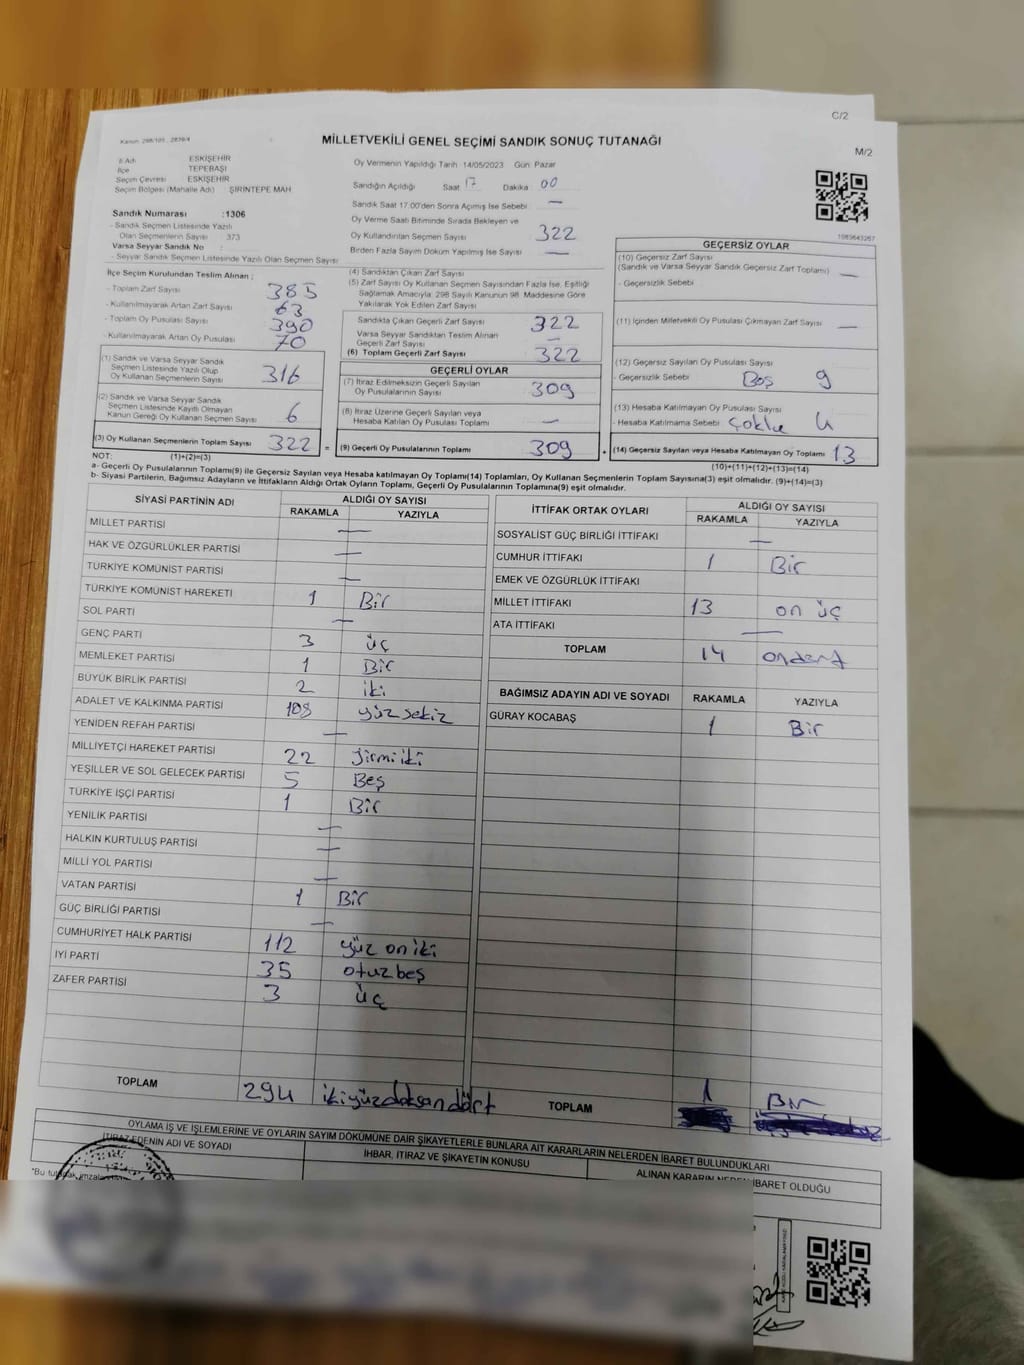 C/2
Kanun: 298/105 , 2839/4
MİLLETVEKİLİ GENEL SEÇİMİ SANDIK SONUÇ TUTANAĞI
M/2
İl Adı ESKİŞEHİR
İlçe TEPEBAŞI
Seçim Çevresi ESKİŞEHİR
Seçim Bölgesi (Mahalle Adı) ŞİRİNTEPE MAH
Sandık Numarası :1306
- Sandık Seçmen Listesinde Yazılı
Olan Seçmenlerin Sayısı : 373
Varsa Seyyar Sandık No
- Seyyar Sandık Seçmen Listesinde Yazılı Olan Seçmen Sayısı
Oy Vermenin Yapıldığı Tarih :14/05/2023 Gün Pazar
Sandığın Açıldığı Saat 17 Dakika 00
Sandık Saat 17.00'den Sonra Açımış İse Sebebi —
Oy Verme Saati Bitiminde Sırada Bekleyen ve
Oy Kullandırılan Seçmen Sayısı 322
Birden Fazla Sayım Döküm Yapılmış İse Sayısı —
İlçe Seçim Kurulundan Teslim Alınan :
- Toplam Zarf Sayısı 385
- Kullanılmayarak Artan Zarf Sayısı 63
- Toplam Oy Pusulası Sayısı 390
- Kullanılmayarak Artan Oy Pusulası 70
(1) Sandık ve Varsa Seyyar Sandık
Seçmen Listesinde Yazılı Olup
Oy Kullanan Seçmenlerin Sayısı 316
(2) Sandık ve Varsa Seyyar Sandık
Seçmen Listesinde Kayıtlı Olmayan
Kanun Gereği Oy Kullanan Seçmen Sayısı 6
(3) Oy Kullanan Seçmenlerin Toplam Sayısı 322 =
(4) Sandıktan Çıkan Zarf Sayısı
(5) Zarf Sayısı Oy Kullanan Seçmen Sayısından Fazla İse, Eşitliği
Sağlamak Amacıyla; 298 Sayılı Kanunun 98. Maddesine Göre
Yakılarak Yok Edilen Zarf Sayısı
Sandıkta Çıkan Geçerli Zarf Sayısı 322
Varsa Seyyar Sandıktan Teslim Alınan
Geçerli Zarf Sayısı —
(6) Toplam Geçerli Zarf Sayısı 322
GEÇERLİ OYLAR
(7) İtiraz Edilmeksizin Geçerli Sayılan
Oy Pusulalarının Sayısı 309
(8) İtiraz Üzerine Geçerli Sayılan veya
Hesaba Katılan Oy Pusulası Toplamı —
(9) Geçerli Oy Pusulalarının Toplamı 309 +
1989643267
GEÇERSİZ OYLAR
(10) Geçersiz Zarf Sayısı
(Sandık ve Varsa Seyyar Sandık Geçersiz Zarf Toplamı) —
- Geçersizlik Sebebi
(11) İçinden Milletvekili Oy Pusulası Çıkmayan Zarf Sayısı —
(12) Geçersiz Sayılan Oy Pusulası Sayısı
- Geçersizlik Sebebi Boş 9
(13) Hesaba Katılmayan Oy Pusulası Sayısı
- Hesaba Katılmama Sebebi 4
(14) Geçersiz Sayılan veya Hesaba Katılmayan Oy Toplamı 13
NOT: (1)+(2)=(3)
(10)+(11)+(12)+(13)=(14)
a- Geçerli Oy Pusulalarının Toplamı(9) ile Geçersiz Sayılan veya Hesaba katılmayan Oy Toplamı(14) Toplamları, Oy Kullanan Seçmenlerin Toplam Sayısına(3) eşit olmalıdır. (9)+(14)=(3)
b- Siyasi Partilerin, Bağımsız Adayların ve İttifakların Aldığı Ortak Oyların Toplamı, Geçerli Oy Pusulalarının Toplamına(9) eşit olmalıdır.
SİYASİ PARTİNİN ADI ALDIĞI OY SAYISI
RAKAMLA YAZIYLA
MİLLET PARTİSİ —
HAK VE ÖZGÜRLÜKLER PARTİSİ —
TÜRKİYE KOMÜNİST PARTİSİ —
TÜRKİYE KOMÜNİST HAREKETİ 1 Bir
SOL PARTİ —
GENÇ PARTİ 3 üç
MEMLEKET PARTİSİ 1 Bir
BÜYÜK BİRLİK PARTİSİ 2 iki
ADALET VE KALKINMA PARTİSİ 108 yüz sekiz
YENİDEN REFAH PARTİSİ —
MİLLİYETÇİ HAREKET PARTİSİ 22 yirmi iki
YEŞİLLER VE SOL GELECEK PARTİSİ 5 Beş
TÜRKİYE İŞÇİ PARTİSİ 1 Bir
YENİLİK PARTİSİ —
HALKIN KURTULUŞ PARTİSİ —
MİLLİ YOL PARTİSİ —
VATAN PARTİSİ 1 Bir
GÜÇ BİRLİĞİ PARTİSİ —
CUMHURİYET HALK PARTİSİ 112 yüz on iki
İYİ PARTİ 35 otuz beş
ZAFER PARTİSİ 3 üç
TOPLAM 294 iki yüz doksan dört
İTTİFAK ORTAK OYLARI ALDIĞI OY SAYISI
RAKAMLA YAZIYLA
SOSYALİST GÜÇ BİRLİĞİ İTTİFAKI —
CUMHUR İTTİFAKI 1 Bir
EMEK VE ÖZGÜRLÜK İTTİFAKI
MİLLET İTTİFAKI 13 on üç
ATA İTTİFAKI —
TOPLAM 14 ondört
BAĞIMSIZ ADAYIN ADI VE SOYADI RAKAMLA YAZIYLA
GÜRAY KOCABAŞ 1 Bir
TOPLAM 1 Bir
OYLAMA İŞ VE İŞLEMLERİNE VE OYLARIN SAYIM DÖKÜMÜNE DAİR ŞİKAYETLERLE BUNLARA AİT KARARLARIN NELERDEN İBARET BULUNDUKLARI
İTİRAZ EDENİN ADI VE SOYADI
İHBAR, İTİRAZ VE ŞİKAYETİN KONUSU
ALINAN KARARIN NEDEN İBARET OLDUĞU